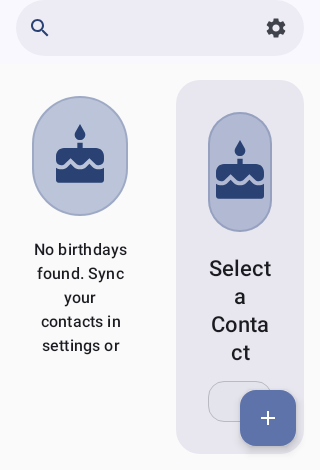 No birthdays
found. Sync
your
contacts in
settings or
Select
a
Conta
ct